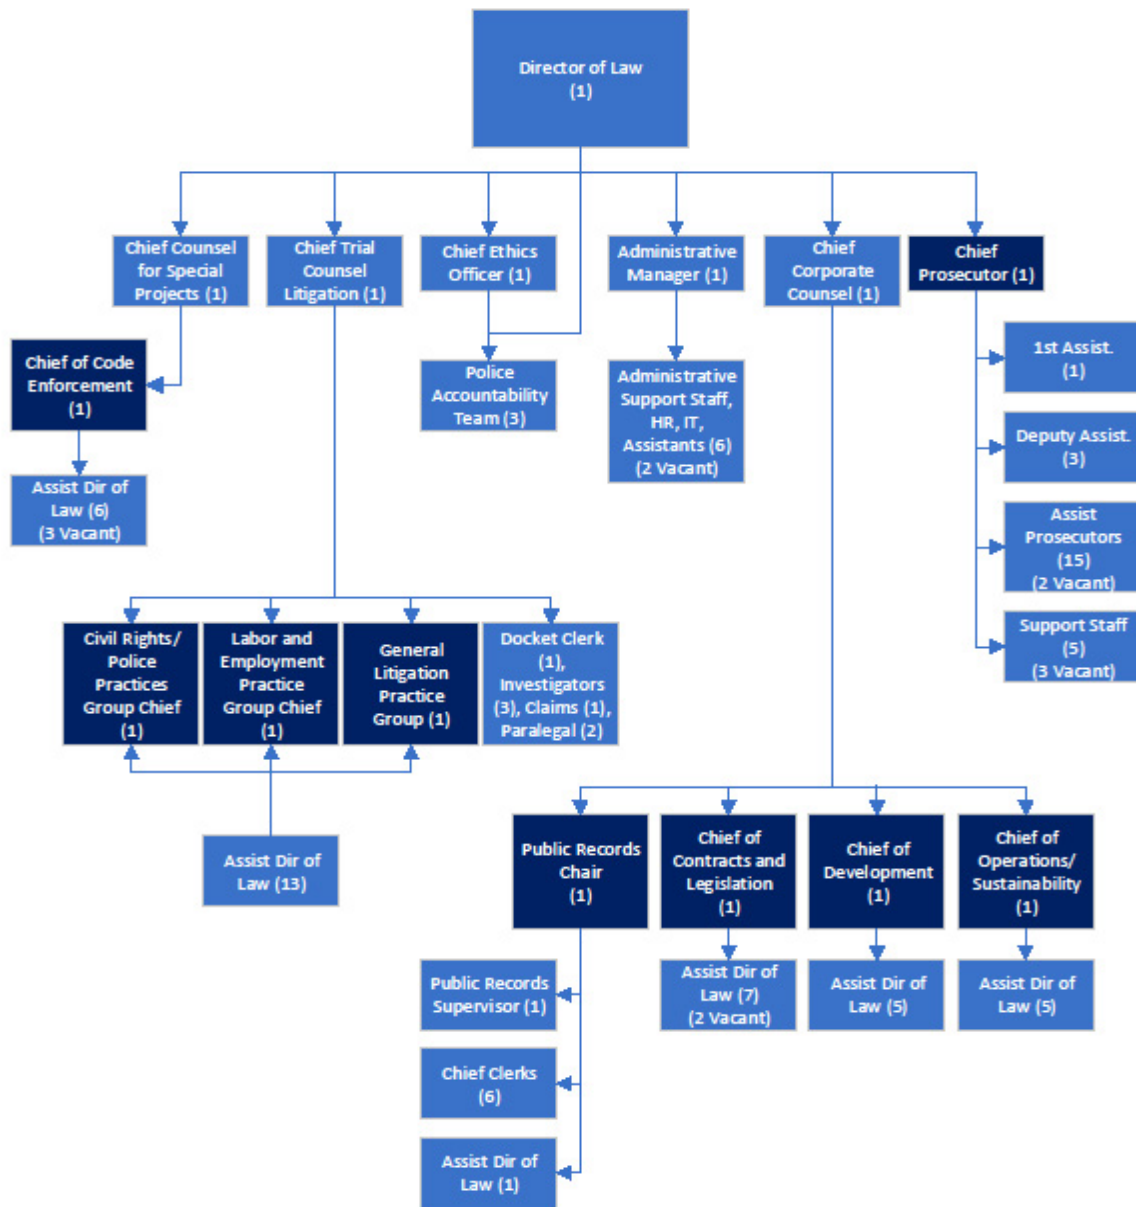 Director of Law
(1)
Chief Counsel
for Special
Projects (1)
Chief Trial
Counsel
Litigation (1)
Chief Ethics
Officer (1)
Administrative
Manager (1)
Chief
Corporate
Counsel (1)
Chief
Prosecutor (1)
Chief of Code
Enforcement
(1)
Police
Accountability
Team (3)
Administrative
Support Staff,
HR, IT,
Assistants (6)
(2 Vacant)
1st Assist.
(1)
Deputy Assist.
(3)
Assist Dir of
Law (6)
(3 Vacant)
Assist
Prosecutors
(15)
(2 Vacant)
Support Staff
(5)
(3 Vacant)
Civil Rights/
Police
Practices
Group Chief
(1)
Labor and
Employment
Practice
Group Chief
(1)
General
Litigation
Practice
Group (1)
Docket Clerk
(1),
Investigators
(3), Claims (1),
Paralegal (2)
Assist Dir of
Law (13)
Public Records
Chair
(1)
Chief of
Contracts and
Legislation
(1)
Chief of
Development
(1)
Chief of
Operations/
Sustainability
(1)
Public Records
Supervisor (1)
Assist Dir of
Law (7)
(2 Vacant)
Assist Dir of
Law (5)
Assist Dir of
Law (5)
Chief Clerks
(6)
Assist Dir of
Law (1)